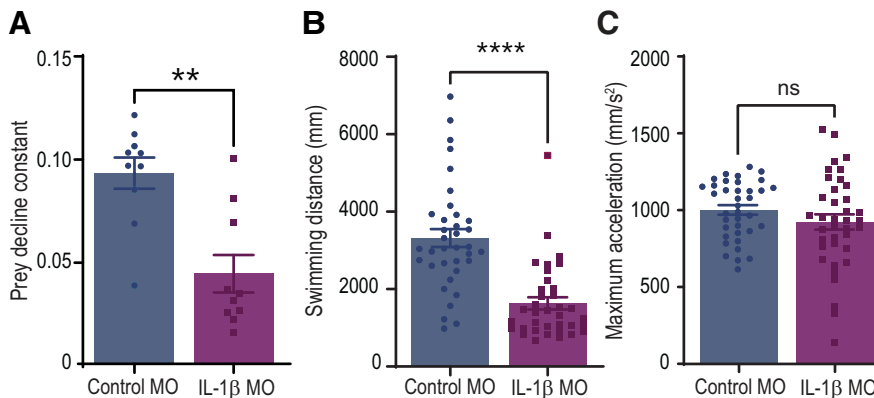 A
Prey decline constant
0.15
0.10
0.05
0
**
Control MO
IL-1β MO
B
Swimming distance (mm)
8000
6000
4000
2000
0
****
Control MO
IL-1β MO
C
Maximum acceleration (mm/s²)
2000
1500
1000
500
0
ns
Control MO
IL-1β MO